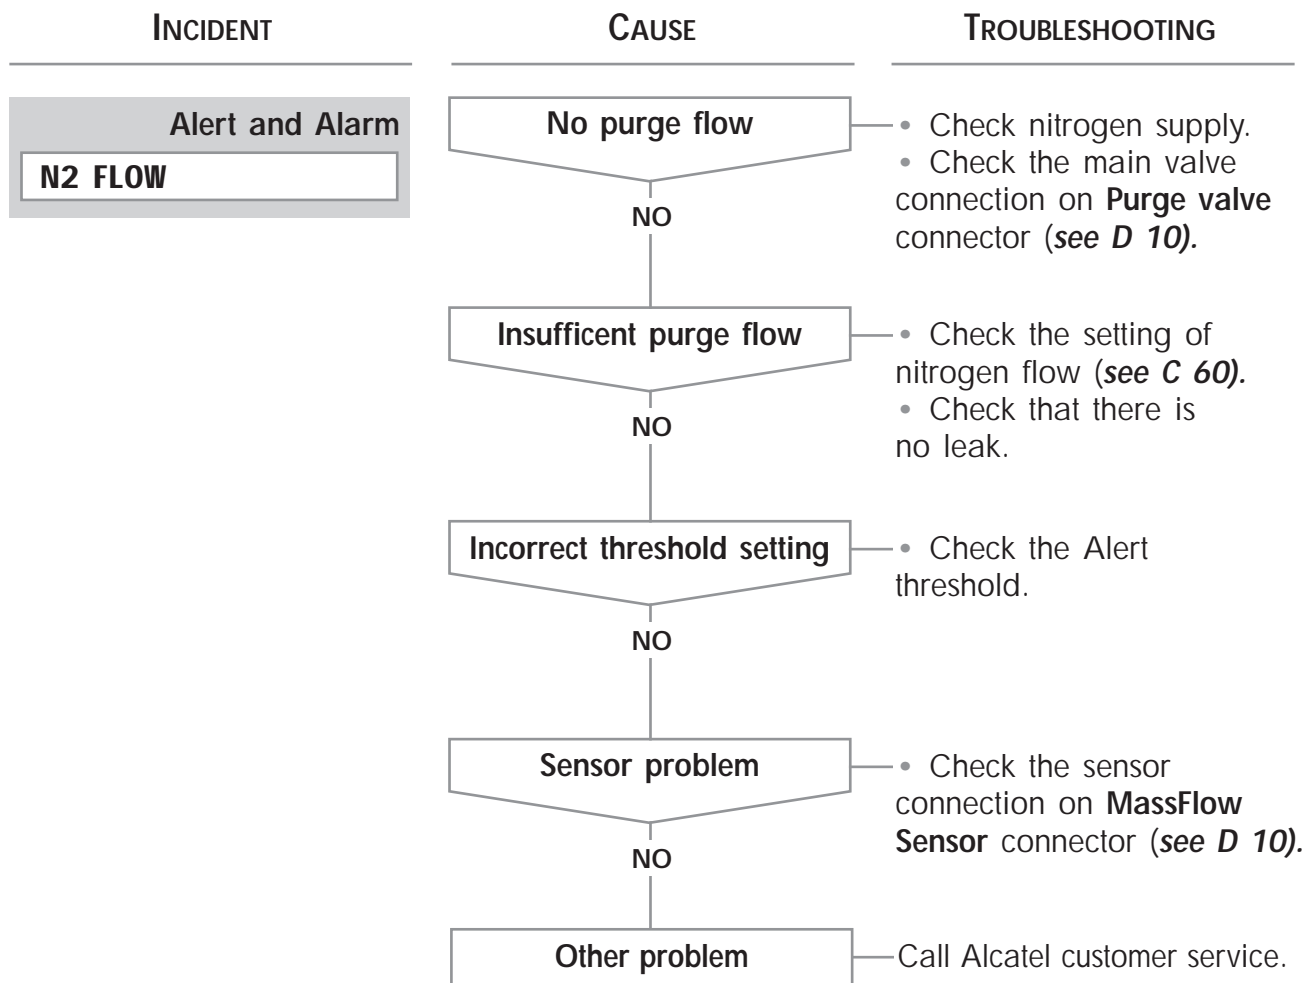 INCIDENT
CAUSE
TROUBLESHOOTING
Alert and Alarm
N2 FLOW
No purge flow
• Check nitrogen supply.
• Check the main valve
connection on Purge valve
connector (see D 10).
NO
Insufficent purge flow
• Check the setting of
nitrogen flow (see C 60).
• Check that there is
no leak.
NO
Incorrect threshold setting
• Check the Alert
threshold.
NO
Sensor problem
• Check the sensor
connection on MassFlow
Sensor connector (see D 10).
NO
Other problem
Call Alcatel customer service.